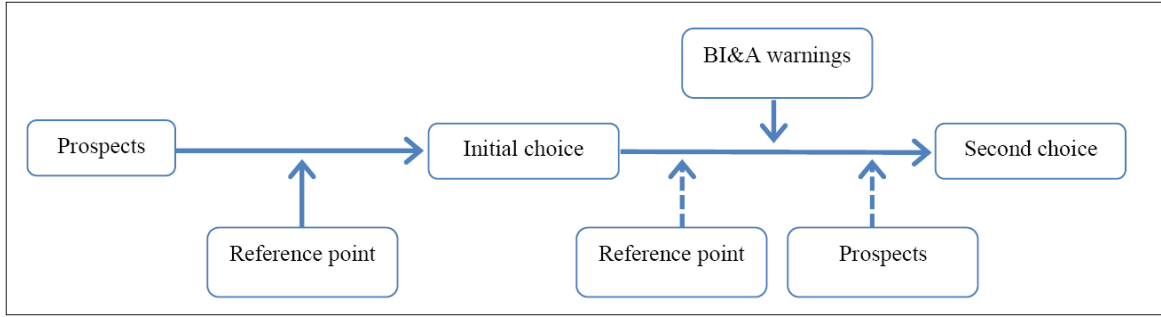 BI&A warnings
Prospects
Initial choice
Second choice
Reference point
Reference point
Prospects